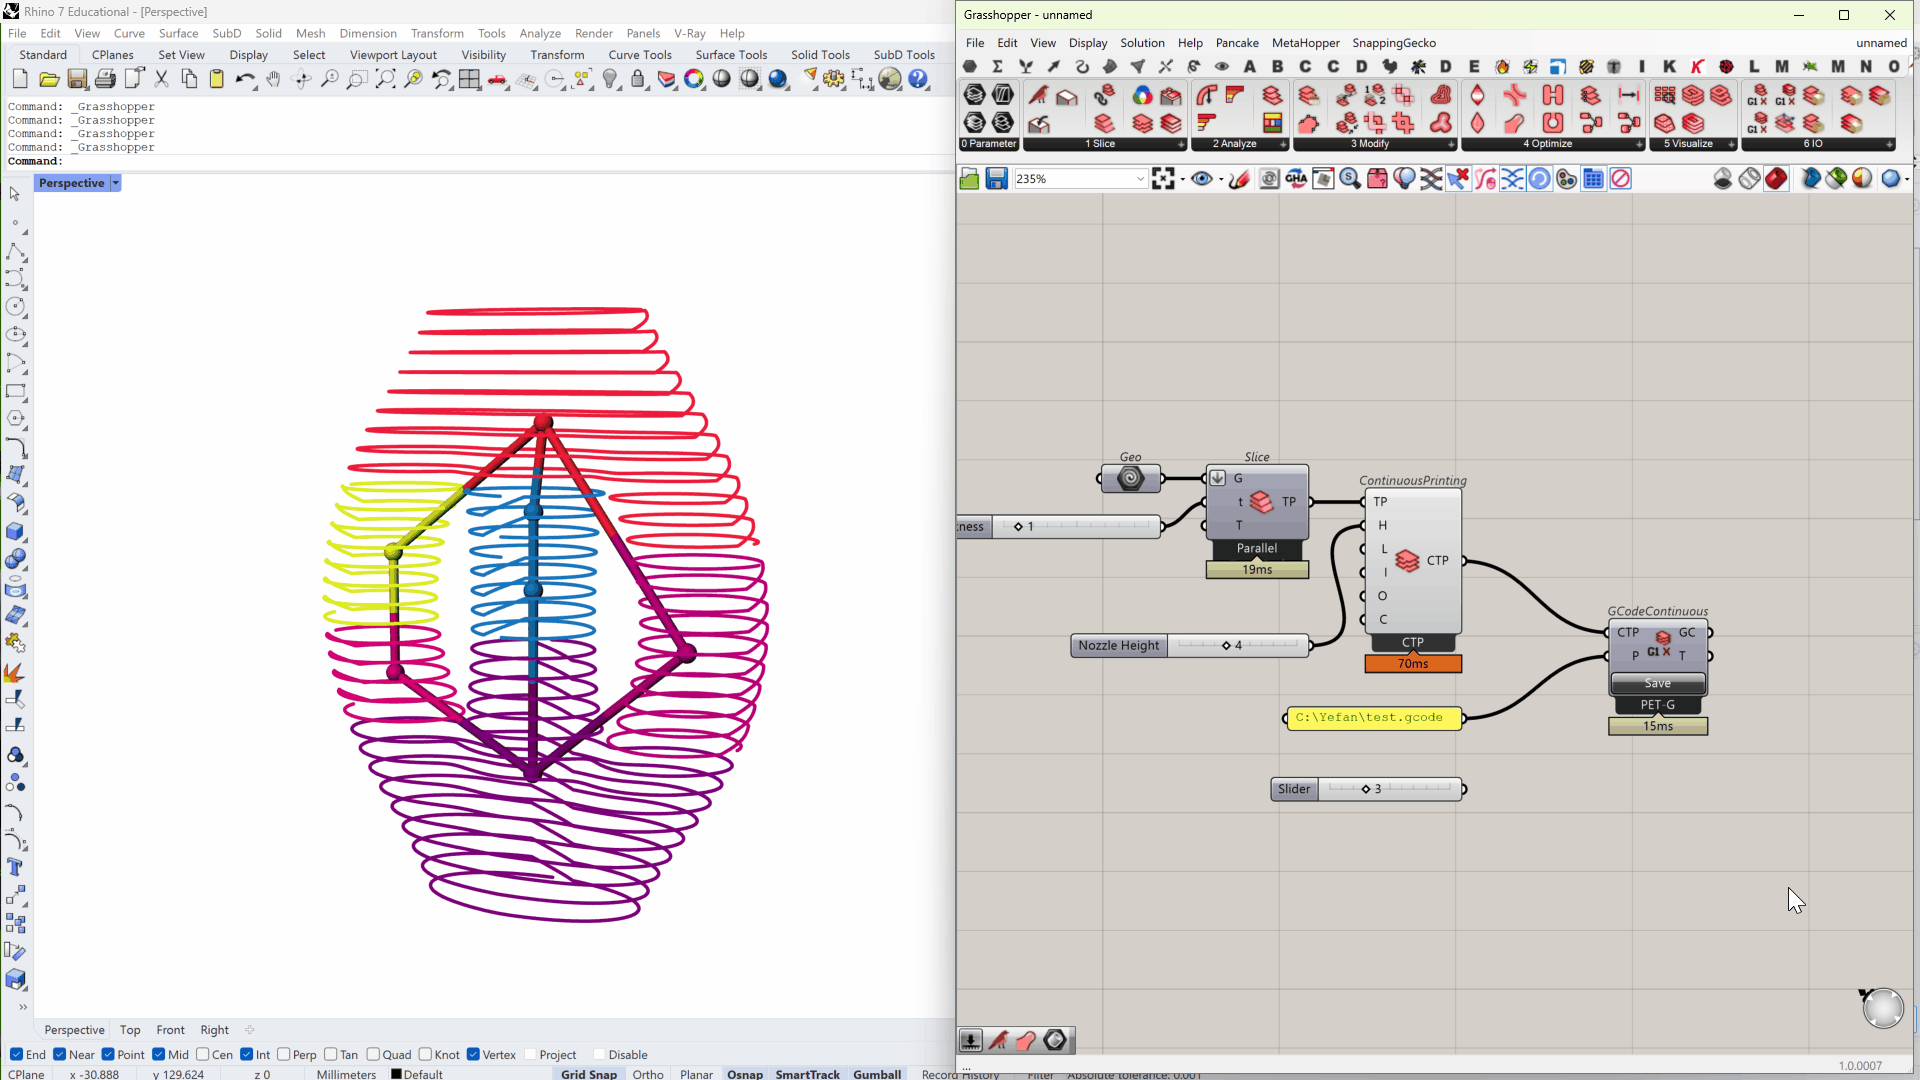 Rhino 7 Educational - [Perspective]
File Edit View Curve Surface SubD Solid Mesh Dimension Transform Tools Analyze Render Panels V-Ray Help
Standard CPlanes Set View Display Select Viewport Layout Visibility Transform Curve Tools Surface Tools Solid Tools SubD Tools
Command: _Grasshopper
Command: _Grasshopper
Command: _Grasshopper
Command: _Grasshopper
Command:
Perspective
Perspective Top Front Right
End Near Point Mid Cen Int Perp Tan Quad Knot Vertex Project Disable
CPlane x -30.888 y 129.624 z 0 Millimeters Default Grid Snap Ortho Planar Osnap SmartTrack Gumball Record History Filter Absolute tolerance: 0.001
Grasshopper - unnamed
File Edit View Display Solution Help Pancake MetaHopper SnappingGecko unnamed
A B C C D D E I K K L M M N O
0 Parameter 1 Slice 2 Analyze 3 Modify 4 Optimize 5 Visualize 6 IO
235%
Geo
Slice
G
t TP
T
Parallel
19ms
ness 1
ContinuousPrinting
TP
H
L
I CTP
O
C
CTP
70ms
Nozzle Height 4
GCodeContinuous
CTP GC
P G1 X T
Save
PET-G
15ms
C:\Yefan\test.gcode
Slider 3
...
1.0.0007